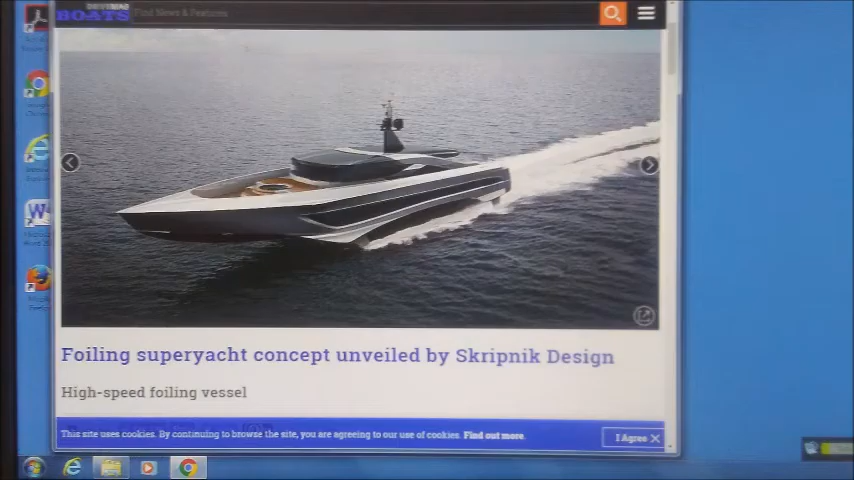 BOATS
Find News & Features
Foiling superyacht concept unveiled by Skripnik Design
High-speed foiling vessel
This site uses cookies. By continuing to browse the site, you are agreeing to our use of cookies. Find out more.
I Agree ✕